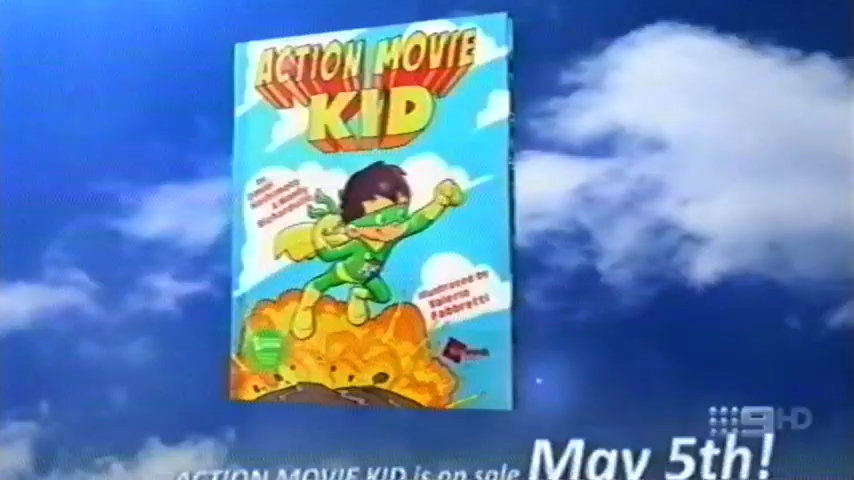 ACTION MOVIE
KID
Illustrated by
Valerio
Fabbretti
9HD
ACTION MOVIE KID is on sale May 5th!